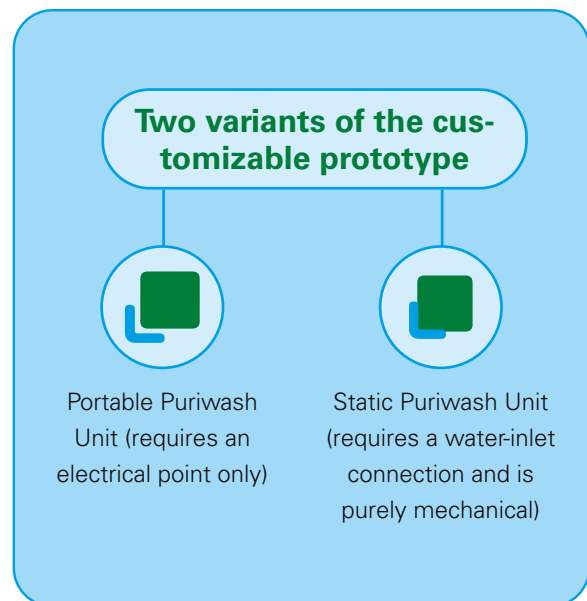 Two variants of the cus-
tomizable prototype
Portable Puriwash
Unit (requires an
electrical point only)
Static Puriwash Unit
(requires a water-inlet
connection and is
purely mechanical)